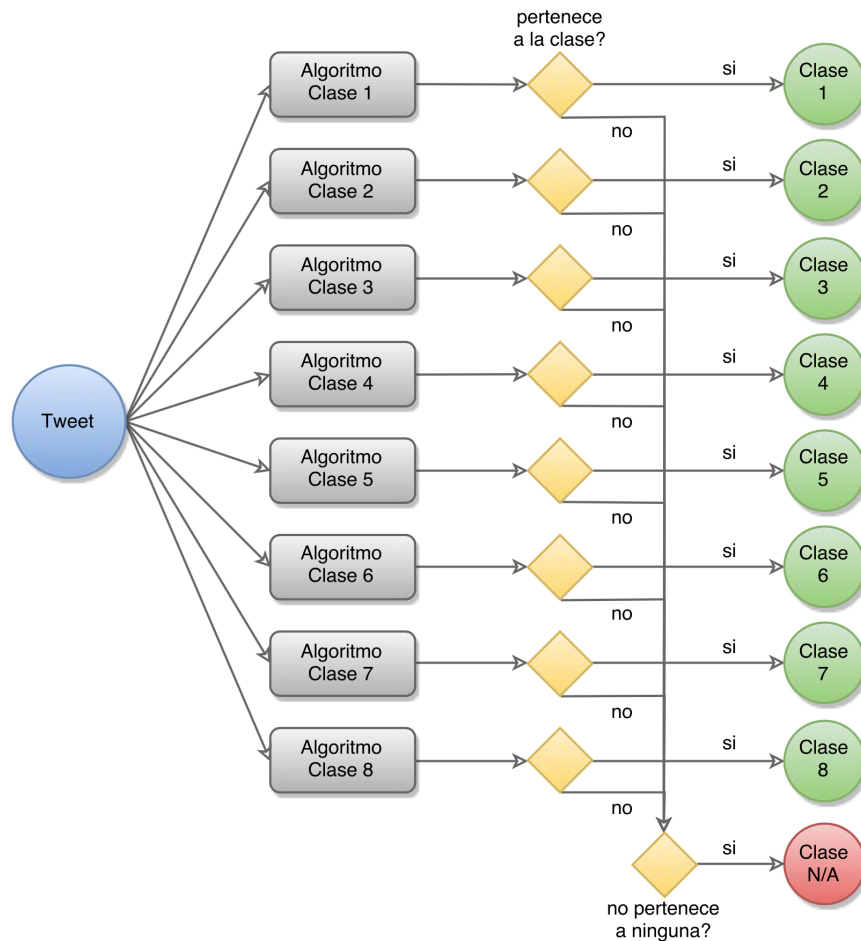 pertenece
a la clase?
Algoritmo
Clase 1
si
Clase
1
no
Algoritmo
Clase 2
si
Clase
2
no
Algoritmo
Clase 3
si
Clase
3
no
Algoritmo
Clase 4
si
Clase
4
no
Tweet
Algoritmo
Clase 5
si
Clase
5
no
Algoritmo
Clase 6
si
Clase
6
no
Algoritmo
Clase 7
si
Clase
7
no
Algoritmo
Clase 8
si
Clase
8
no
si
Clase
N/A
no pertenece
a ninguna?